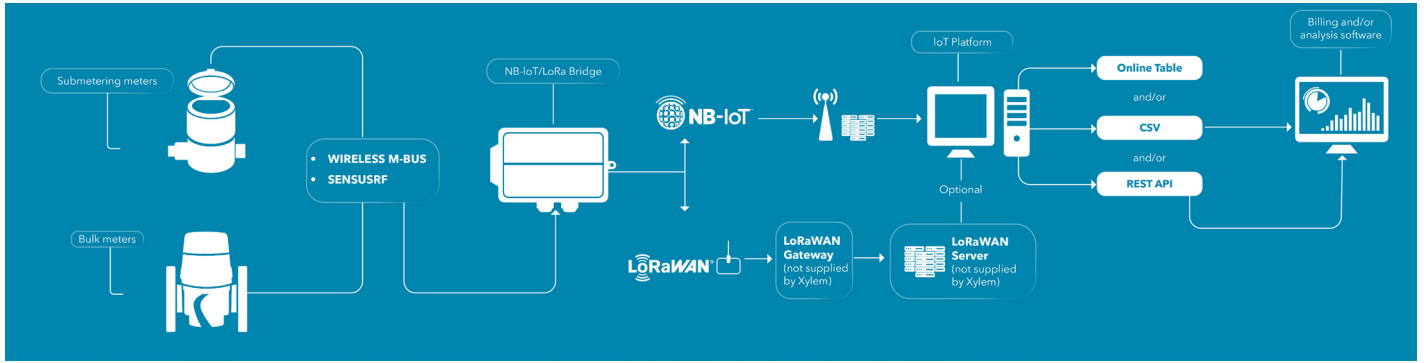 Submetering meters
Bulk meters
• WIRELESS M-BUS
• SENSUSRF
NB-IoT/LoRa Bridge
NB-IoT™
LoRaWAN®
LoRaWAN
Gateway
(not supplied
by Xylem)
LoRaWAN
Server
(not supplied
by Xylem)
Optional
IoT Platform
Online Table
and/or
CSV
and/or
REST API
Billing and/or
analysis software